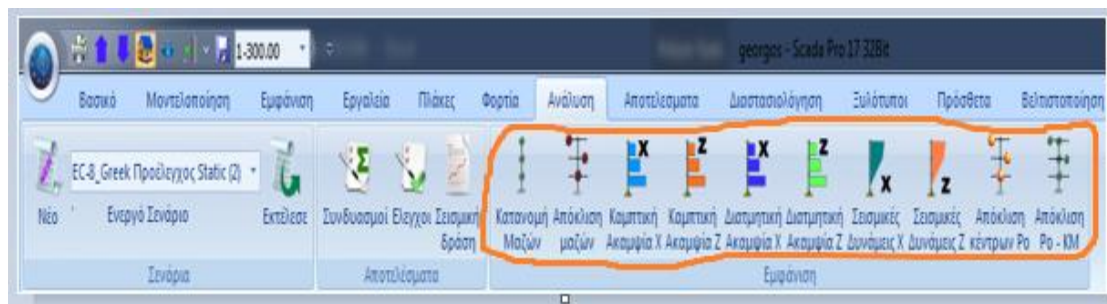 1-300.00
georgos - Scada Pro 17 32Bit
Βασικό Μοντελοποίηση Εμφάνιση Εργαλεία Πλάκες Φορτία Ανάλυση Αποτελεσματα Διαστασιολόγηση Ξυλότυποι Πρόσθετα Βελτιστοποίηση
X Z X Z X Z
EC-8_Greek Προέλεγχος Static (2)
Νέο Ενεργό Σενάριο Εκτέλεσε Συνδυασμοί Ελεγχοι Σεισμική Κατανομή Απόκλιση Καμπτική Καμπτική Διατμητική Διατμητική Σεισμικές Σεισμικές Απόκλιση Απόκλιση
δράση Μαζών μαζών Ακαμψία X Ακαμψία Z Ακαμψία X Ακαμψία Z Δυνάμεις X Δυνάμεις Z κέντρων Ρο Ρο - ΚΜ
Σενάρια Αποτελέσματα Εμφάνιση